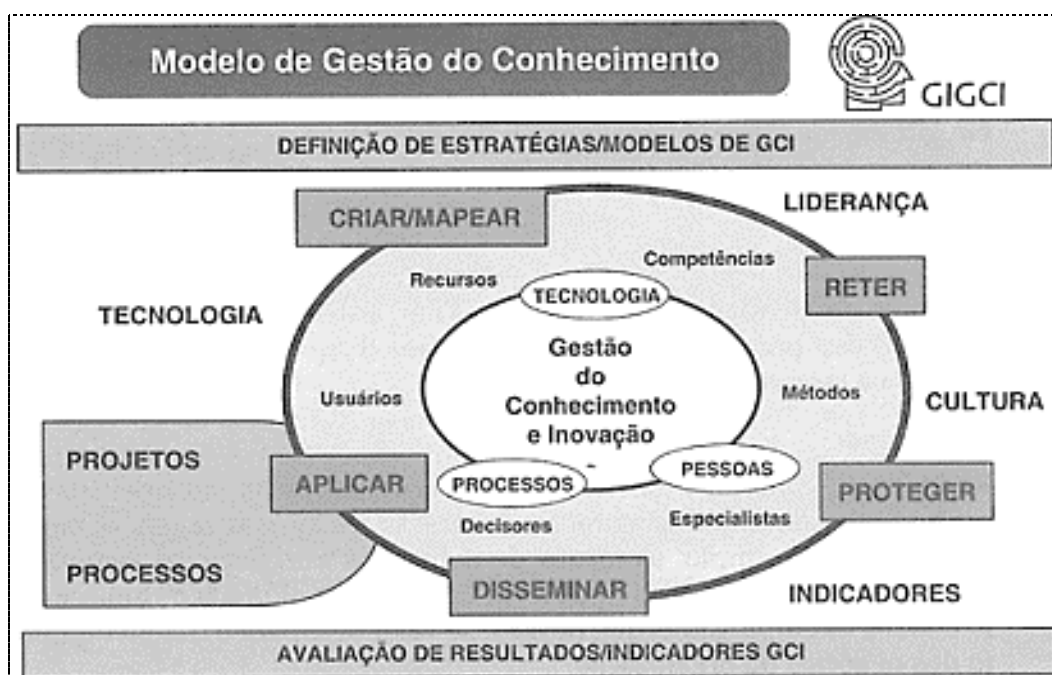 Modelo de Gestão do Conhecimento
GIGCI
DEFINIÇÃO DE ESTRATÉGIAS/MODELOS DE GCI
CRIAR/MAPEAR
LIDERANÇA
Competências
Recursos
TECNOLOGIA
RETER
TECNOLOGIA
Gestão
do
Conhecimento
e Inovação
-
Usuários
Métodos
CULTURA
PROJETOS
APLICAR
PROCESSOS
PESSOAS
PROTEGER
Decisores
Especialistas
PROCESSOS
DISSEMINAR
INDICADORES
AVALIAÇÃO DE RESULTADOS/INDICADORES GCI